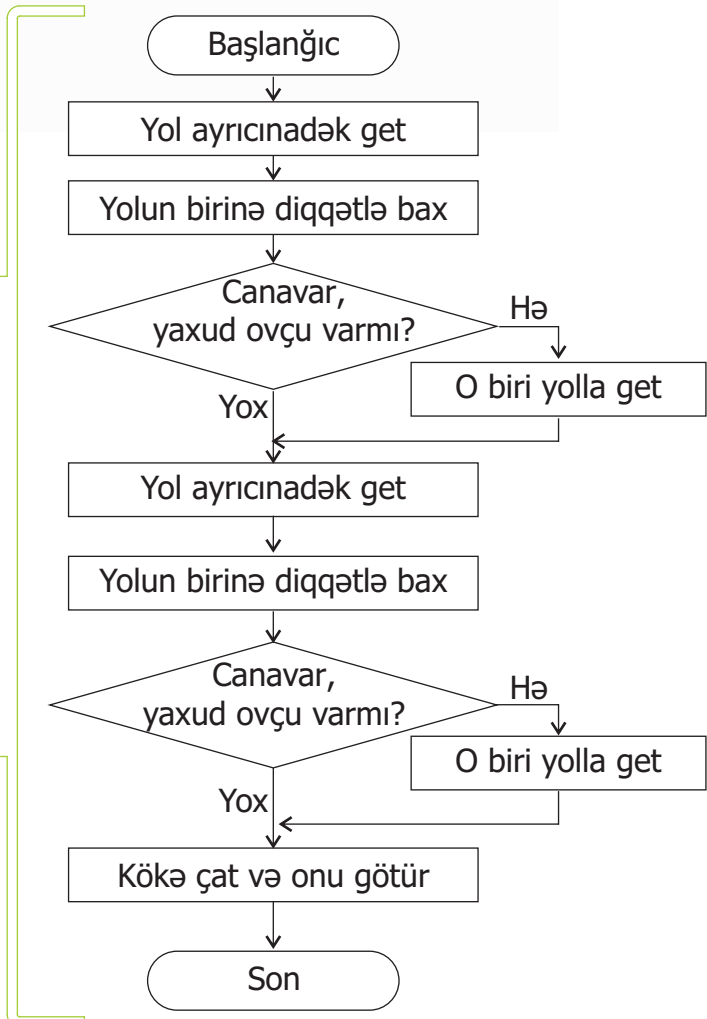 Başlanğıc
Yol ayrıcınadək get
Yolun birinə diqqətlə bax
Canavar,
yaxud ovçu varmı?
Hə
O biri yolla get
Yox
Yol ayrıcınadək get
Yolun birinə diqqətlə bax
Canavar,
yaxud ovçu varmı?
Hə
O biri yolla get
Yox
Kökə çat və onu götür
Son